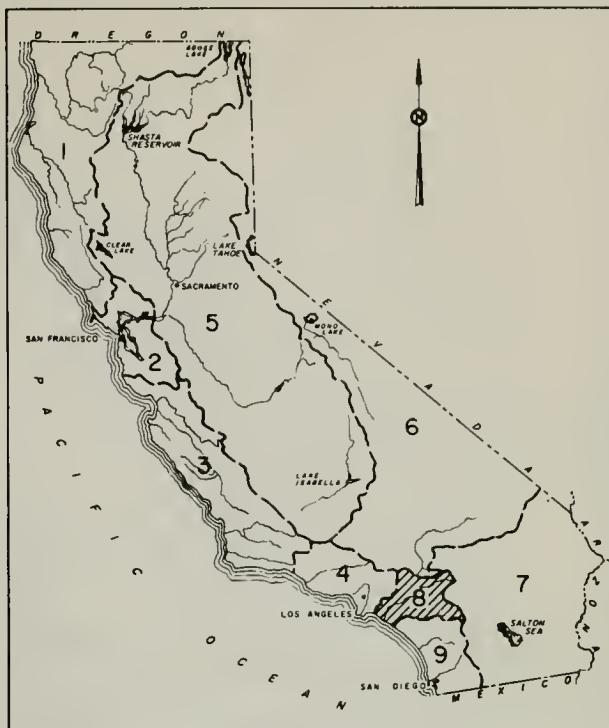 OREGON
GOOSE LAKE
SHASTA RESERVOIR
1
CLEAR LAKE
LAKE TAHOE
SACRAMENTO
NEVADA
5
MONO LAKE
SAN FRANCISCO
2
PACIFIC
6
3
LAKE ISABELLA
ARIZONA
7
4
8
LOS ANGELES
SALTON SEA
9
OCEAN
SAN DIEGO
MEXICO
N